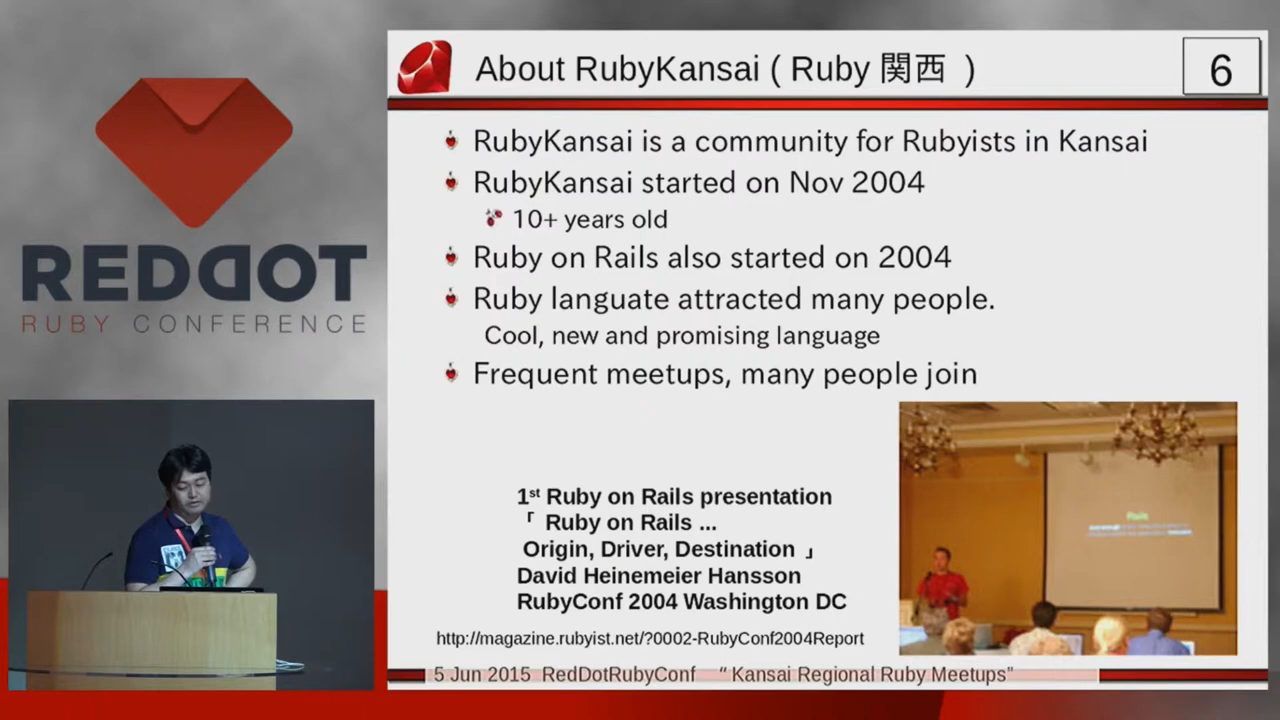 REDDOT
RUBY CONFERENCE
About RubyKansai ( Ruby 関西 )
6
RubyKansai is a community for Rubyists in Kansai
RubyKansai started on Nov 2004
10+ years old
Ruby on Rails also started on 2004
Ruby languate attracted many people.
Cool, new and promising language
Frequent meetups, many people join
1st Ruby on Rails presentation
「 Ruby on Rails ...
Origin, Driver, Destination 」
David Heinemeier Hansson
RubyConf 2004 Washington DC
http://magazine.rubyist.net/?0002-RubyConf2004Report
Rails
5 Jun 2015 RedDotRubyConf “ Kansai Regional Ruby Meetups”